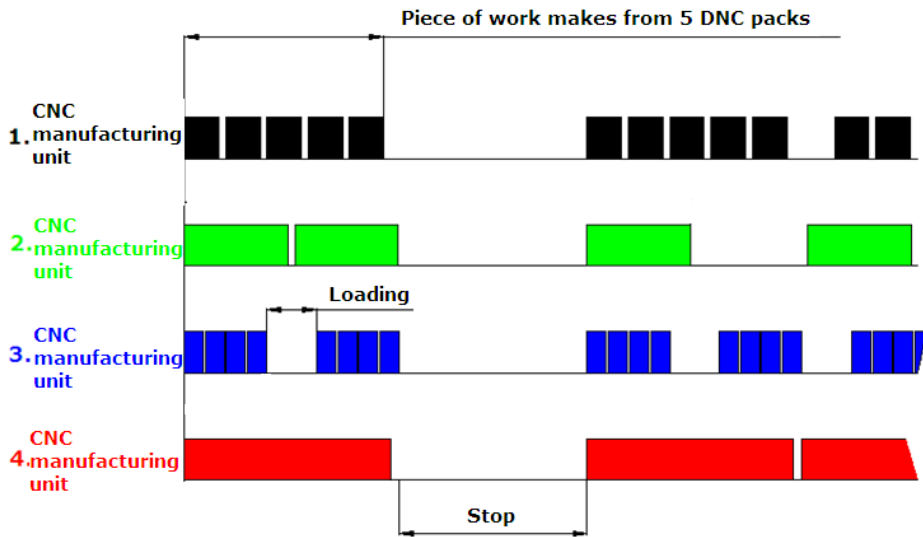 Piece of work makes from 5 DNC packs
1. CNC
manufacturing
unit
2. CNC
manufacturing
unit
Loading
3. CNC
manufacturing
unit
4. CNC
manufacturing
unit
Stop